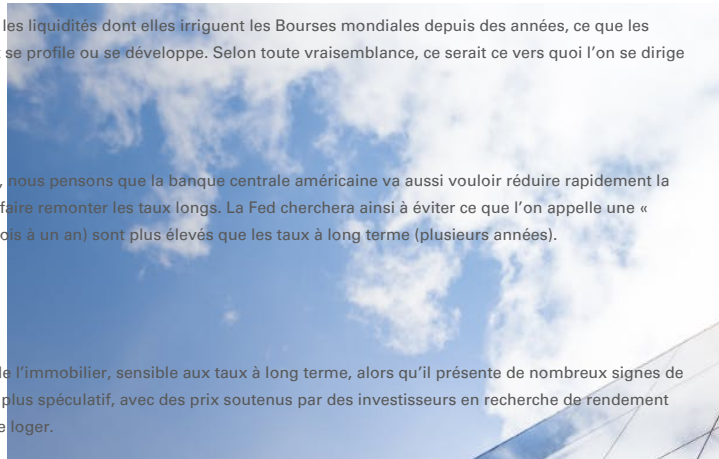 les liquidités dont elles irriguent les Bourses mondiales depuis des années, ce que les
se profile ou se développe. Selon toute vraisemblance, ce serait ce vers quoi l’on se dirige
, nous pensons que la banque centrale américaine va aussi vouloir réduire rapidement la
faire remonter les taux longs. La Fed cherchera ainsi à éviter ce que l’on appelle une «
ois à un an) sont plus élevés que les taux à long terme (plusieurs années).
de l’immobilier, sensible aux taux à long terme, alors qu’il présente de nombreux signes de
plus spéculatif, avec des prix soutenus par des investisseurs en recherche de rendement
e loger.